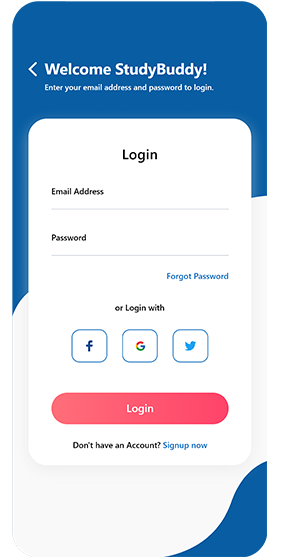 Welcome StudyBuddy!
Enter your email address and password to login.
Login
Email Address
Password
Forgot Password
or Login with
Login
Don't have an Account? Signup now